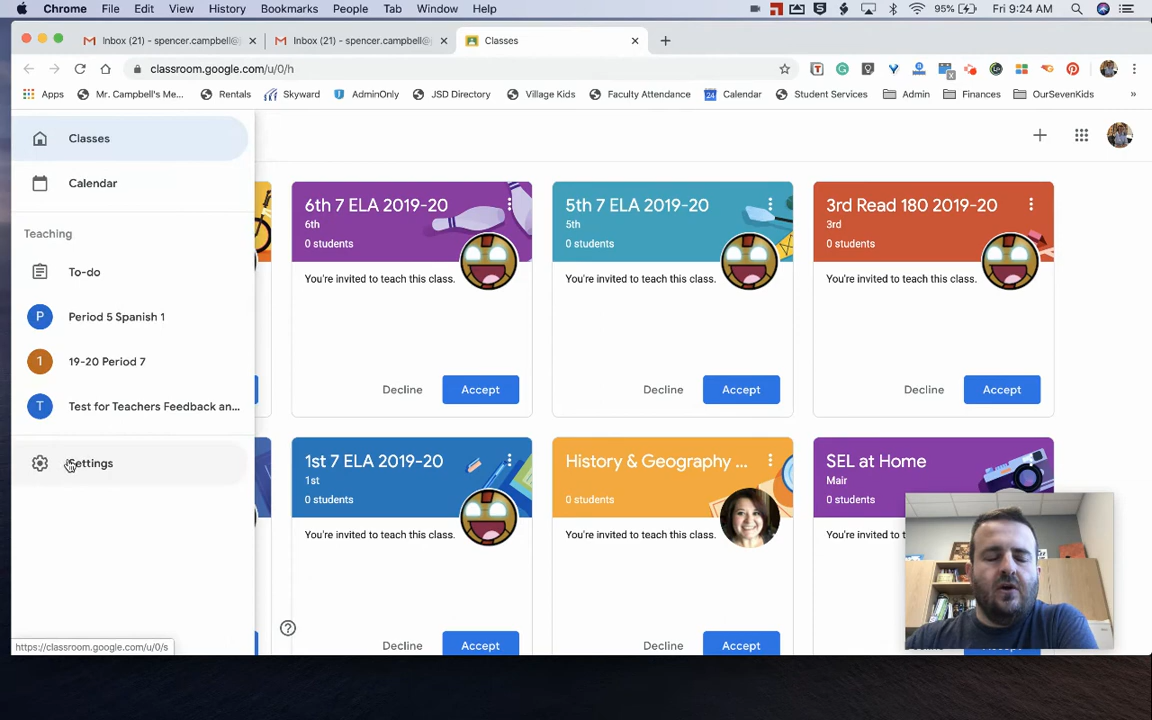 Chrome File Edit View History Bookmarks People Tab Window Help 95% Fri 9:24 AM
Inbox (21) - spencer.campbell@ Inbox (21) - spencer.campbell@ Classes
classroom.google.com/u/0/h
Apps Mr. Campbell's Me... Rentals Skyward AdminOnly JSD Directory Village Kids Faculty Attendance 24 Calendar Student Services Admin Finances OurSevenKids »
Classes
Calendar
Teaching
To-do
P Period 5 Spanish 1
1 19-20 Period 7
T Test for Teachers Feedback an...
Settings
https://classroom.google.com/u/0/s
6th 7 ELA 2019-20
6th
0 students
You're invited to teach this class.
Decline Accept
5th 7 ELA 2019-20
5th
0 students
You're invited to teach this class.
Decline Accept
3rd Read 180 2019-20
3rd
0 students
You're invited to teach this class.
Decline Accept
1st 7 ELA 2019-20
1st
0 students
You're invited to teach this class.
Decline Accept
History & Geography ...
0 students
You're invited to teach this class.
Decline Accept
SEL at Home
Mair
0 students
You're invited to t